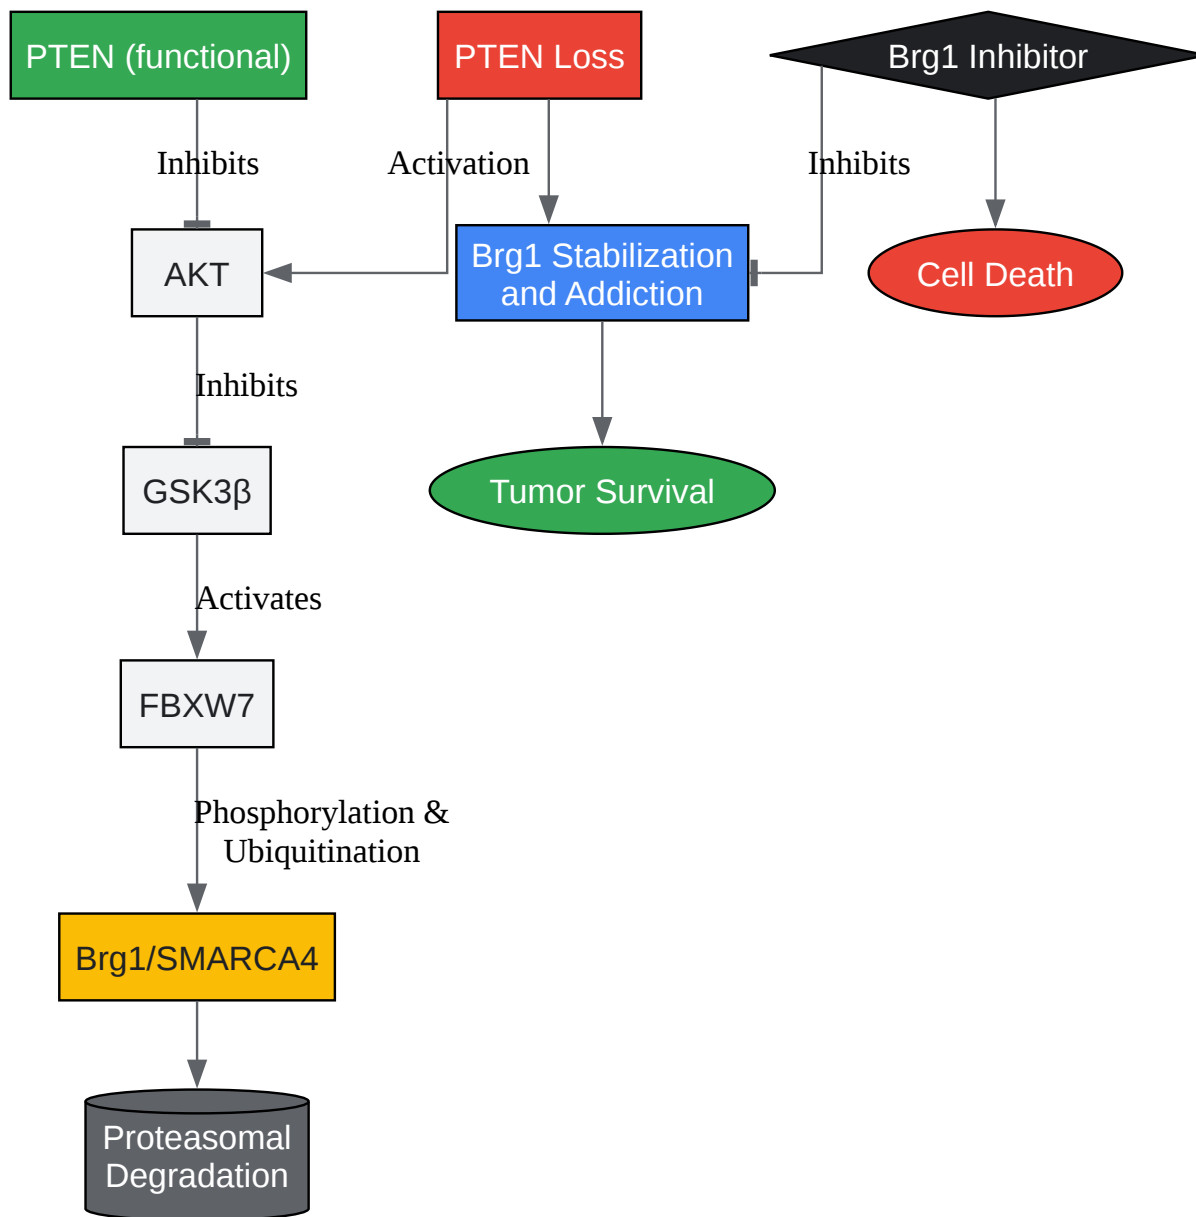 PTEN (functional)
PTEN Loss
Brg1 Inhibitor
Inhibits
Activation
Inhibits
AKT
Brg1 Stabilization
and Addiction
Cell Death
Inhibits
GSK3β
Tumor Survival
Activates
FBXW7
Phosphorylation &
Ubiquitination
Brg1/SMARCA4
Proteasomal
Degradation